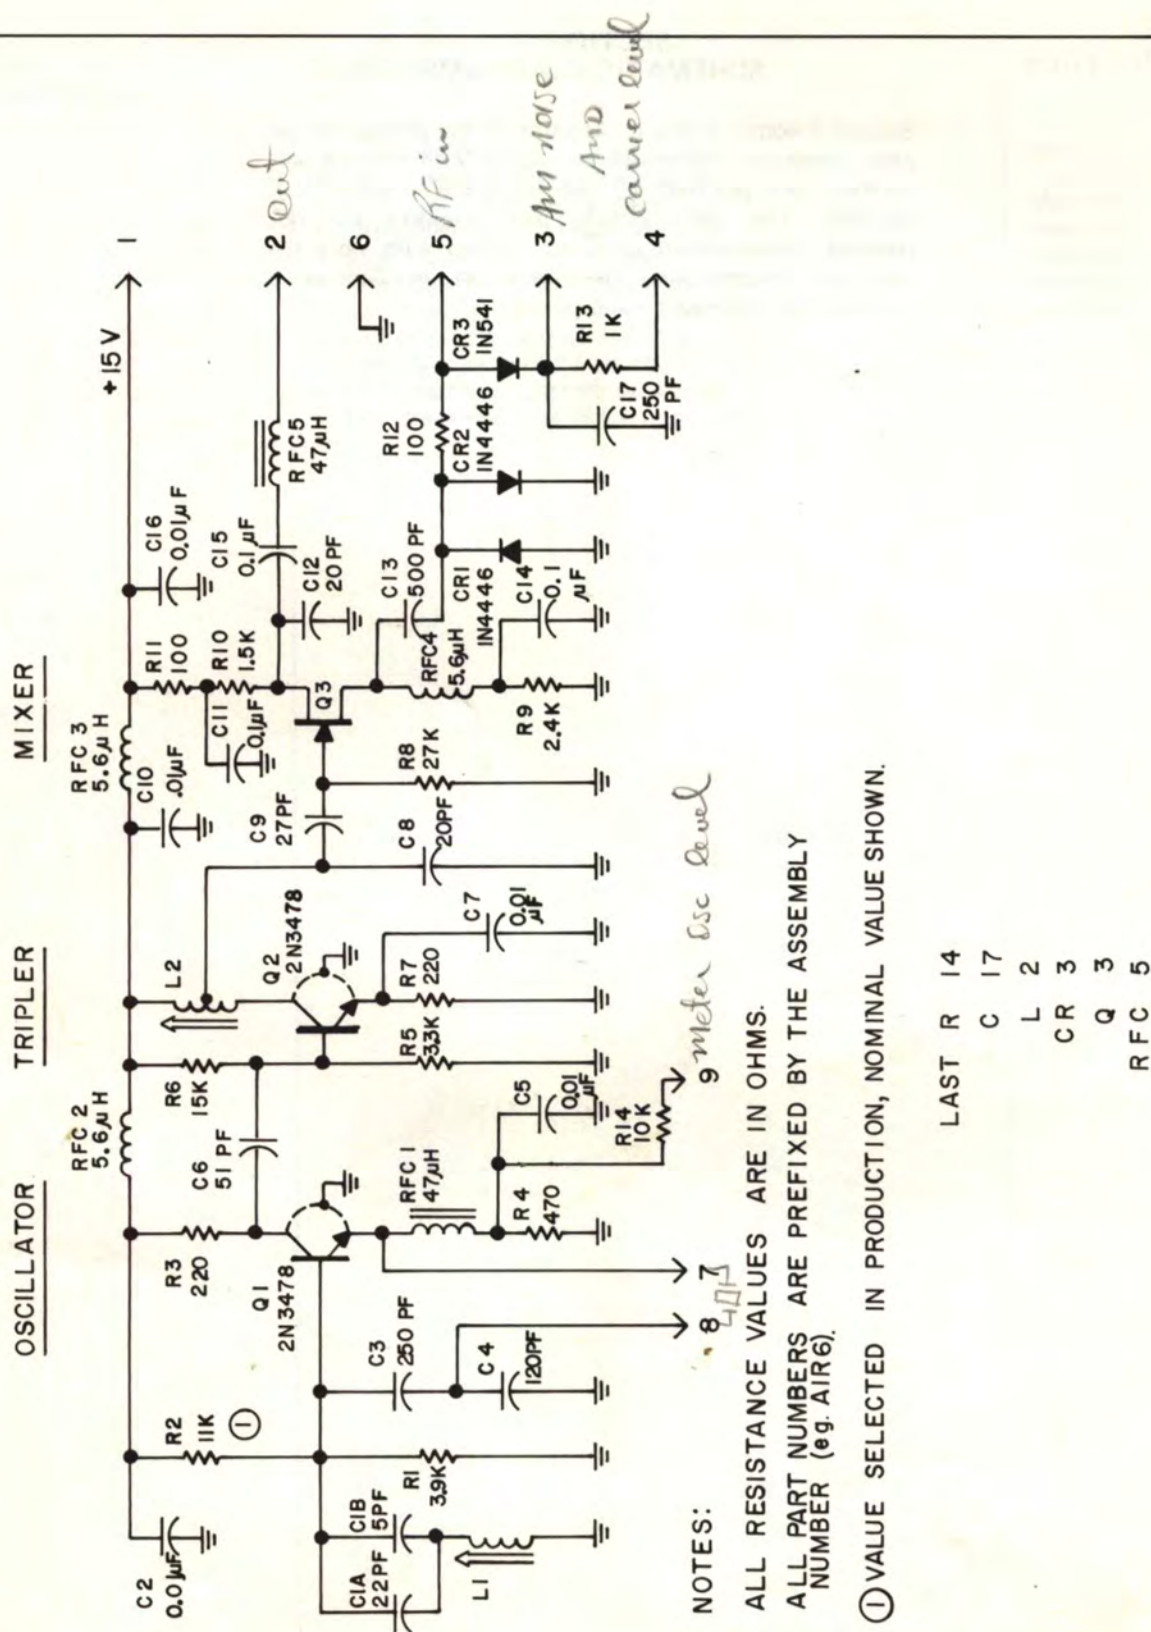 OSCILLATOR
TRIPLER
MIXER
RFC 2
5.6µH
RFC 3
5.6µH
+15V
1
C2
0.01µF
R2
11K
①
R3
220
C6
51 PF
R6
15K
L2
C10
.01µF
R11
100
C16
0.01µF
R10
1.5K
C11
0.1µF
C15
0.1µF
RFC5
47µH
2 Out
C12
20PF
6
Q1
2N3478
Q2
2N3478
C9
27PF
Q3
C1A
22PF
C1B
5PF
R1
3.9K
C3
250 PF
C4
120PF
L1
RFC 1
47µH
R4
470
C5
0.01
µF
R14
10K
R5
3.3K
R7
220
C7
0.01
µF
C8
20PF
R8
27K
RFC4
5.6µH
R9
2.4K
C13
500PF
C14
0.1
µF
CR1
1N4446
CR2
1N4446
R12
100
CR3
1N541
5 RF in
3 Am noise
And
Carrier level
R13
1K
C17
250
PF
4
8
7
9 Meter Osc level
NOTES:
ALL RESISTANCE VALUES ARE IN OHMS.
ALL PART NUMBERS ARE PREFIXED BY THE ASSEMBLY
NUMBER (eg. A1R6).
① VALUE SELECTED IN PRODUCTION, NOMINAL VALUE SHOWN.
LAST R 14
C 17
L 2
CR 3
Q 3
RFC 5